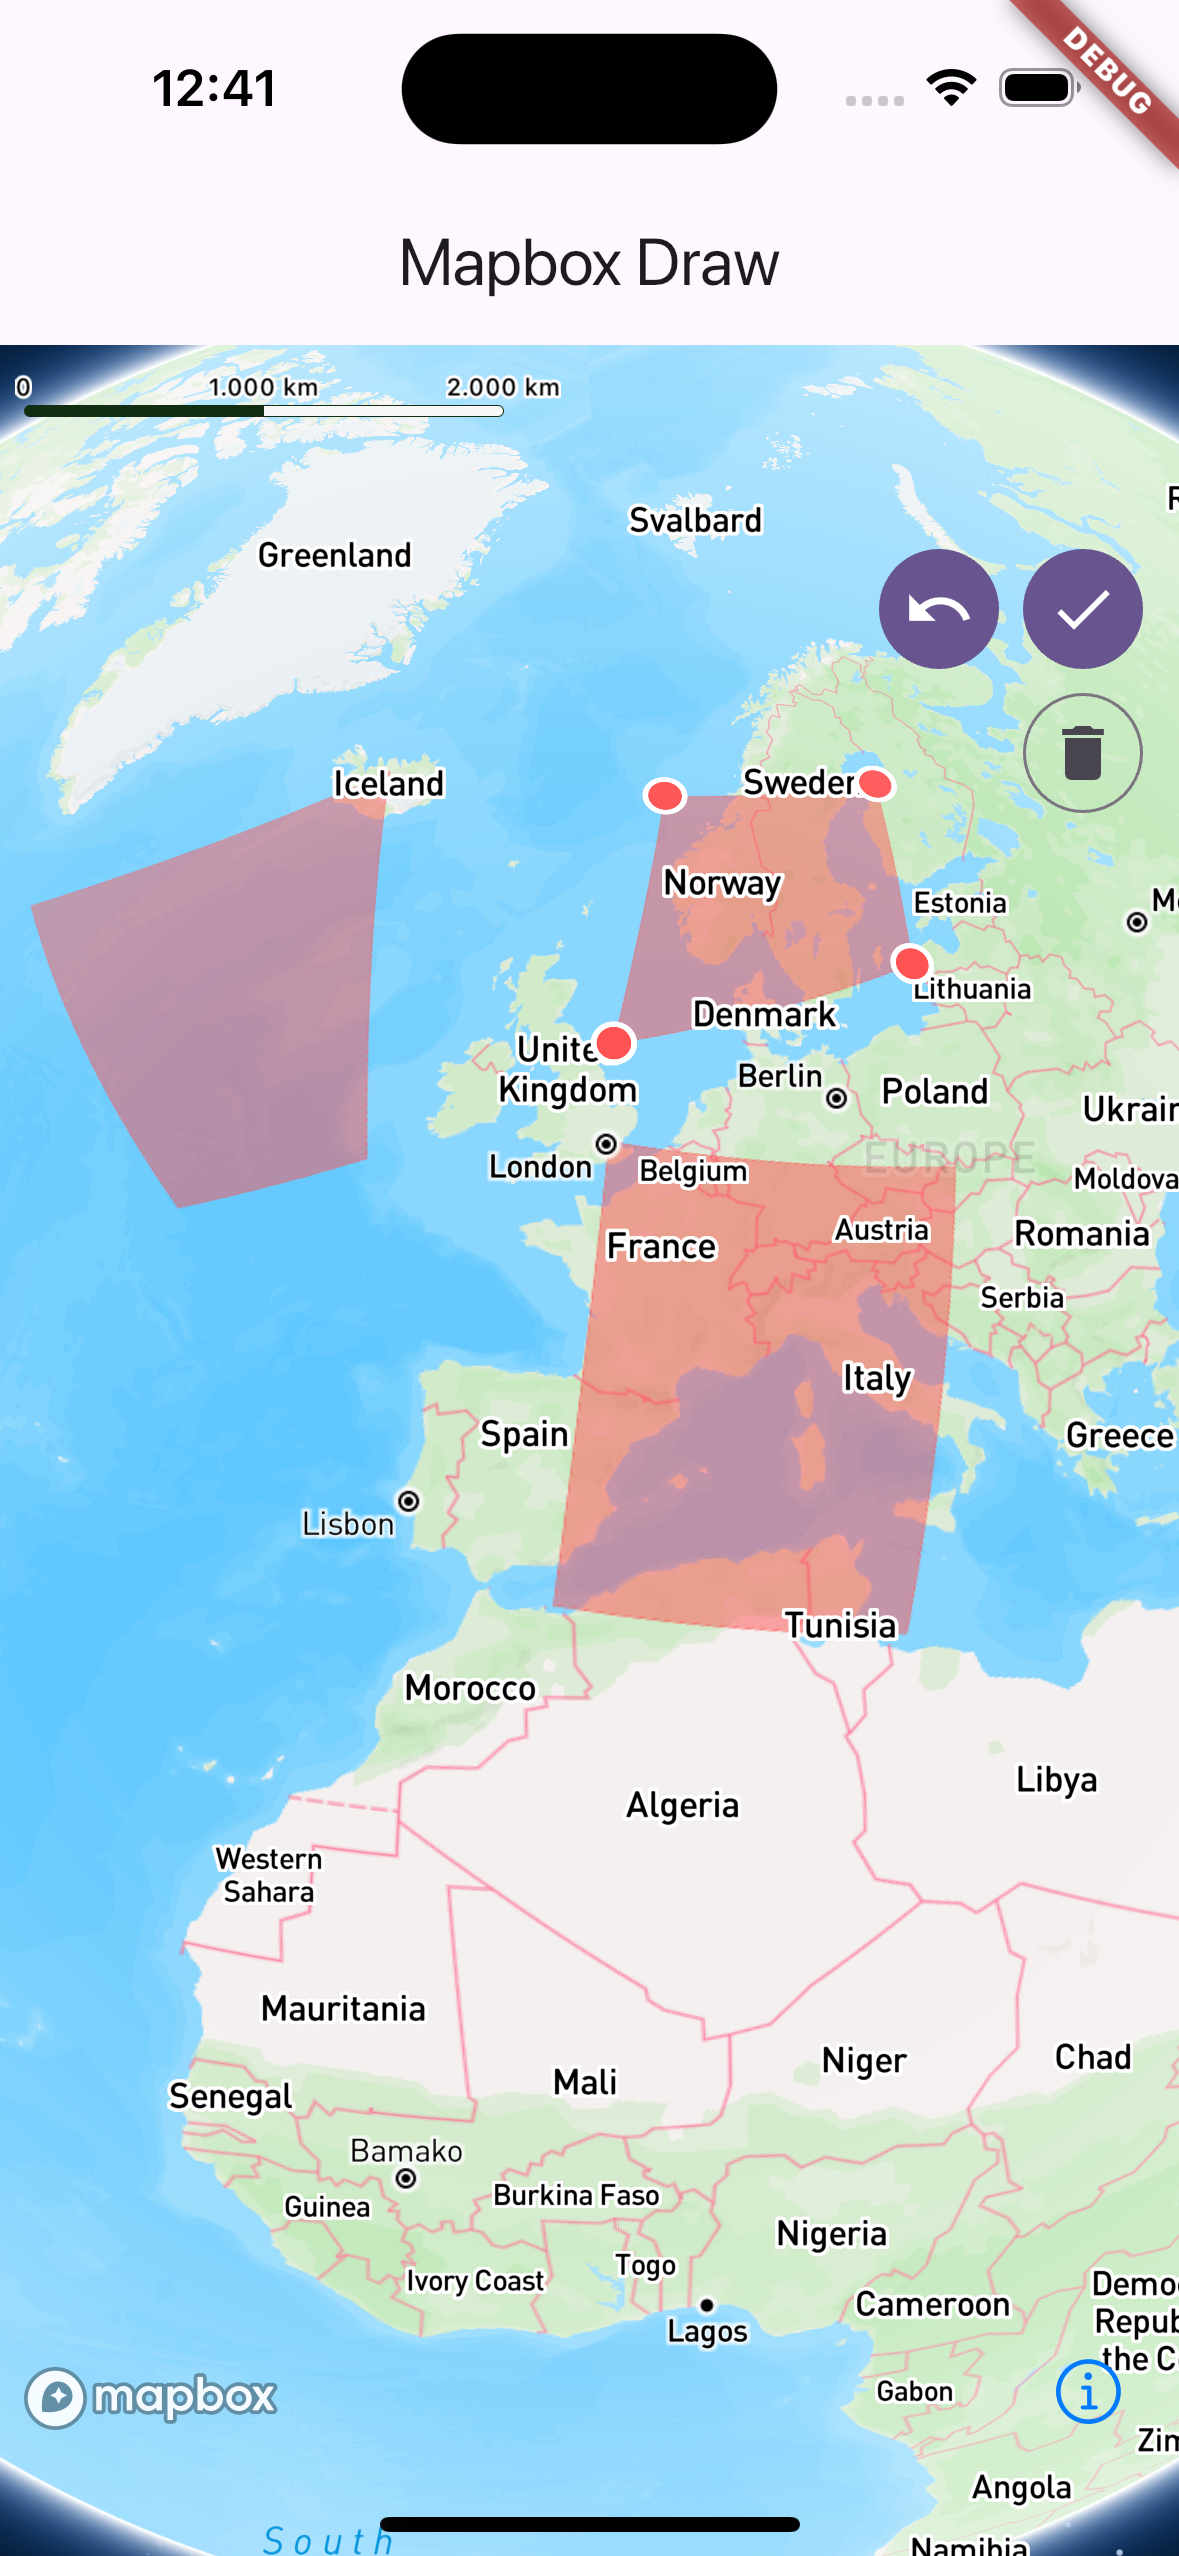 12:41
DEBUG
Mapbox Draw
0 1.000 km 2.000 km
Svalbard
Greenland
Iceland
Sweden
Norway
Estonia
Lithuania
Denmark
United
Kingdom
Berlin
Poland
Ukrain
EUROPE
London
Belgium
Moldova
Austria
Romania
France
Serbia
Italy
Spain
Greece
Lisbon
Tunisia
Morocco
Libya
Algeria
Western
Sahara
Mauritania
Niger
Chad
Mali
Senegal
Bamako
Burkina Faso
Guinea
Nigeria
Togo
Ivory Coast
Cameroon
Lagos
Demo
Repub
the C
Gabon
mapbox
i
Zim
Angola
South
Namibia